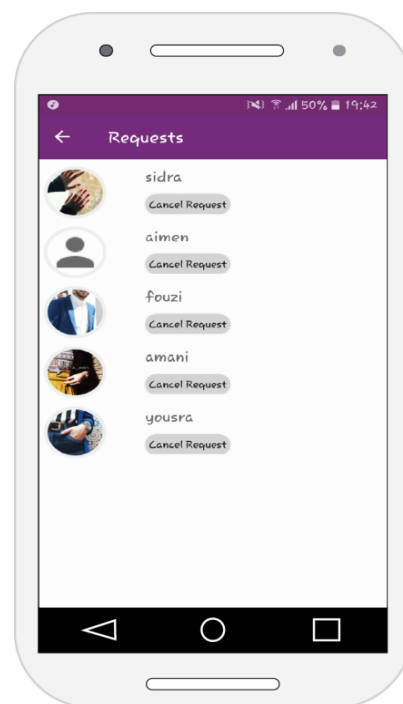 50% 19:42
Requests
sidra
Cancel Request
aimen
Cancel Request
fouzi
Cancel Request
amani
Cancel Request
yousra
Cancel Request